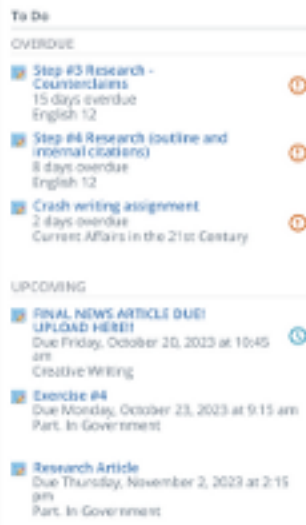 To Do
OVERDUE
Step #3 Research -
Counterclaims
15 days overdue
English 12
Step #4 Research (outline and
internal citations)
8 days overdue
English 12
Crash writing assignment
2 days overdue
Current Affairs in the 21st Century
UPCOMING
FINAL NEWS ARTICLE DUE!
UPLOAD HERE!!
Due Friday, October 20, 2023 at 10:45
am
Creative Writing
Exercise #4
Due Monday, October 23, 2023 at 9:15 am
Part. In Government
Research Article
Due Thursday, November 2, 2023 at 2:15
pm
Part. In Government